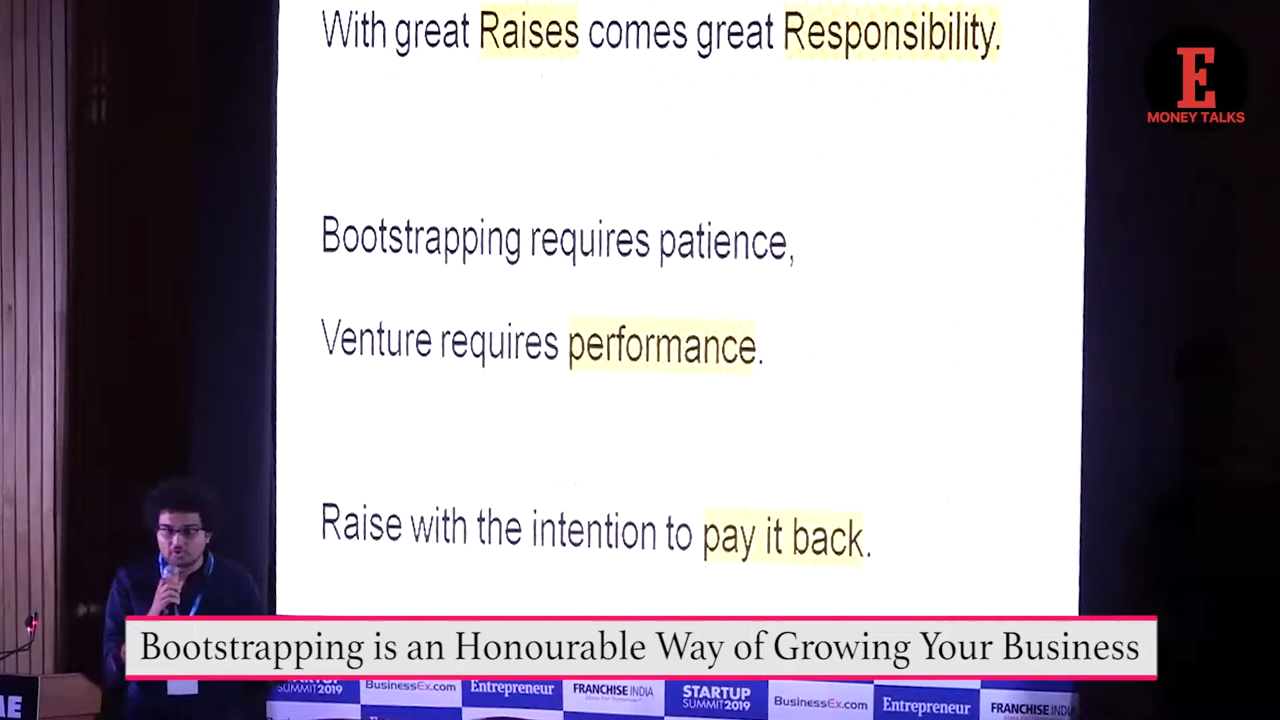 With great Raises comes great Responsibility.
E
MONEY TALKS
Bootstrapping requires patience,
Venture requires performance.
Raise with the intention to pay it back.
Bootstrapping is an Honourable Way of Growing Your Business
STARTUP SUMMIT2019
BusinessEx.com
Entrepreneur
FRANCHISE INDIA
STARTUP SUMMIT2019
BusinessEx.com
Entrepreneur
FRANCHISE INDIA